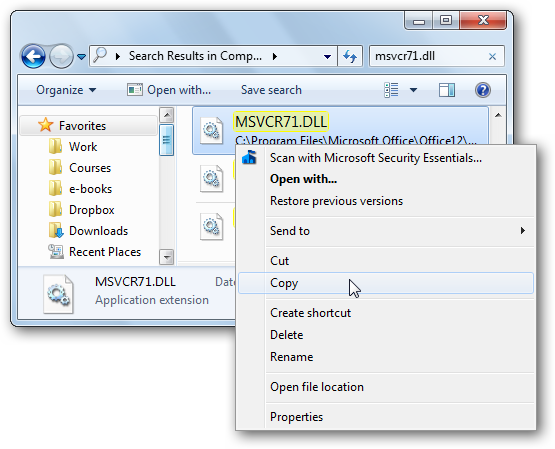 Search Results in Comp...
msvcr71.dll
Organize
Open with...
Save search
Favorites
Work
Courses
e-books
Dropbox
Downloads
Recent Places
MSVCR71.DLL
C:\Program Files\Microsoft Office\Office12\...
MSVCR71.DLL
Date
Application extension
Scan with Microsoft Security Essentials...
Open with...
Restore previous versions
Send to
Cut
Copy
Create shortcut
Delete
Rename
Open file location
Properties